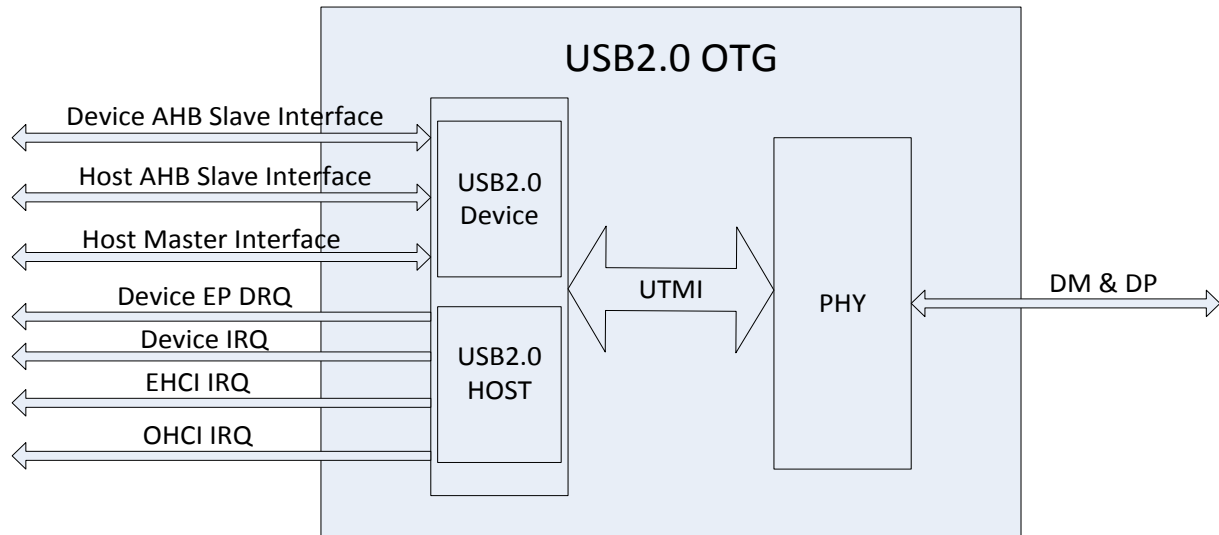 USB2.0 OTG
Device AHB Slave Interface
Host AHB Slave Interface
Host Master Interface
Device EP DRQ
Device IRQ
EHCI IRQ
OHCI IRQ
USB2.0
Device
USB2.0
HOST
UTMI
PHY
DM & DP